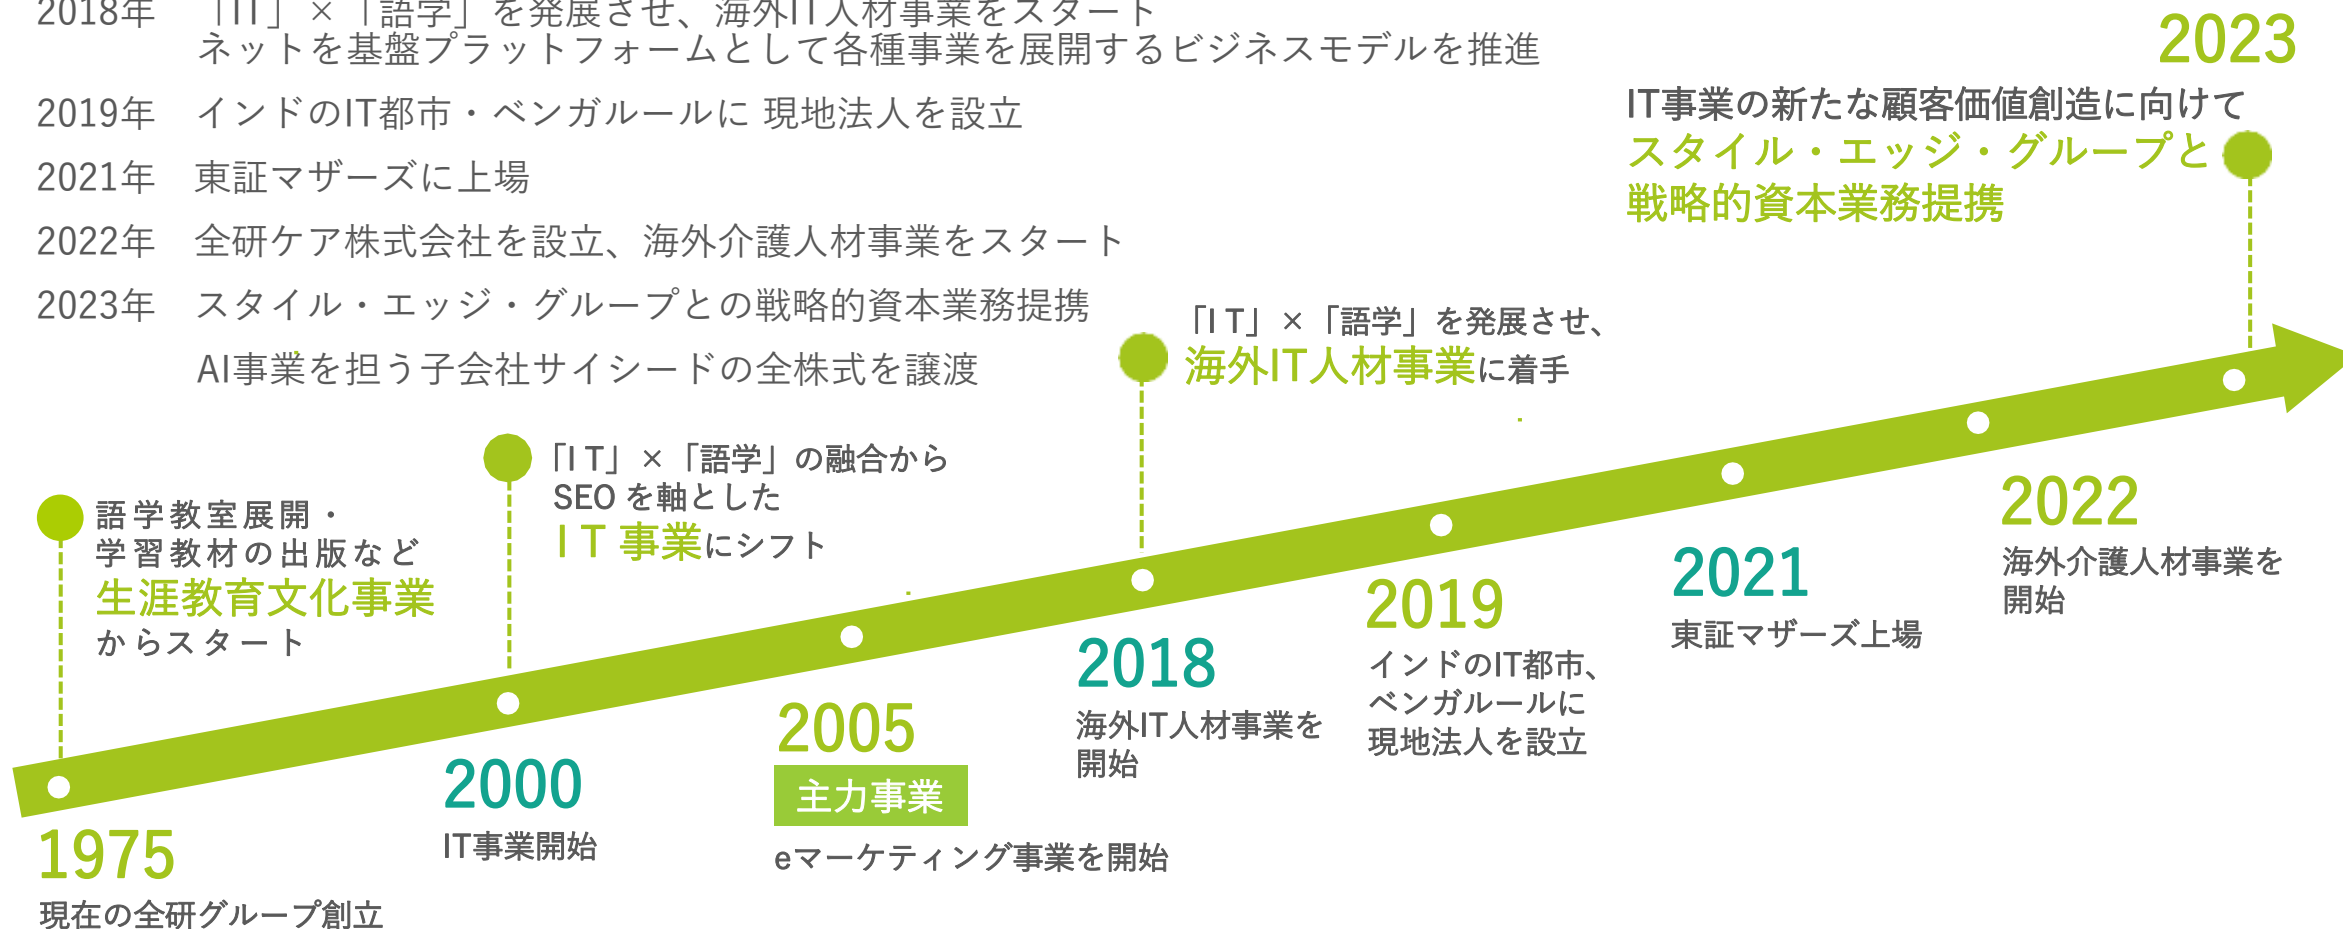 2018年 「IT」×「語学」を発展させ、海外IT人材事業をスタート
ネットを基盤プラットフォームとして各種事業を展開するビジネスモデルを推進
2019年 インドのIT都市・ベンガルールに 現地法人を設立
2021年 東証マザーズに上場
2022年 全研ケア株式会社を設立、海外介護人材事業をスタート
2023年 スタイル・エッジ・グループとの戦略的資本業務提携
AI事業を担う子会社サイシードの全株式を譲渡
2023
IT事業の新たな顧客価値創造に向けて
スタイル・エッジ・グループと
戦略的資本業務提携
「IT」×「語学」を発展させ、
海外IT人材事業に着手
「IT」×「語学」の融合から
SEO を軸とした
IT 事業にシフト
語学教室展開・
学習教材の出版など
生涯教育文化事業
からスタート
1975
現在の全研グループ創立
2000
IT事業開始
2005
主力事業
eマーケティング事業を開始
2018
海外IT人材事業を
開始
2019
インドのIT都市、
ベンガルールに
現地法人を設立
2021
東証マザーズ上場
2022
海外介護人材事業を
開始